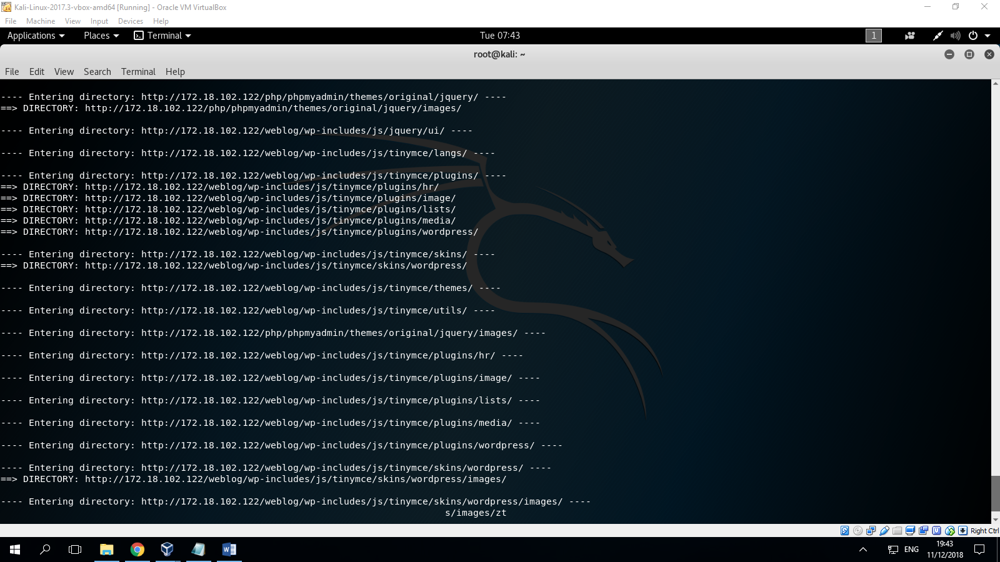 Kali-Linux-2017.3-vbox-amd64 [Running] - Oracle VM VirtualBox
File Machine View Input Devices Help
Applications Places Terminal Tue 07:43 1
root@kali: ~
File Edit View Search Terminal Help
---- Entering directory: http://172.18.102.122/php/phpmyadmin/themes/original/jquery/ ----
==> DIRECTORY: http://172.18.102.122/php/phpmyadmin/themes/original/jquery/images/
---- Entering directory: http://172.18.102.122/weblog/wp-includes/js/jquery/ui/ ----
---- Entering directory: http://172.18.102.122/weblog/wp-includes/js/tinymce/langs/ ----
---- Entering directory: http://172.18.102.122/weblog/wp-includes/js/tinymce/plugins/ ----
==> DIRECTORY: http://172.18.102.122/weblog/wp-includes/js/tinymce/plugins/hr/
==> DIRECTORY: http://172.18.102.122/weblog/wp-includes/js/tinymce/plugins/image/
==> DIRECTORY: http://172.18.102.122/weblog/wp-includes/js/tinymce/plugins/lists/
==> DIRECTORY: http://172.18.102.122/weblog/wp-includes/js/tinymce/plugins/media/
==> DIRECTORY: http://172.18.102.122/weblog/wp-includes/js/tinymce/plugins/wordpress/
---- Entering directory: http://172.18.102.122/weblog/wp-includes/js/tinymce/skins/ ----
==> DIRECTORY: http://172.18.102.122/weblog/wp-includes/js/tinymce/skins/wordpress/
---- Entering directory: http://172.18.102.122/weblog/wp-includes/js/tinymce/themes/ ----
---- Entering directory: http://172.18.102.122/weblog/wp-includes/js/tinymce/utils/ ----
---- Entering directory: http://172.18.102.122/php/phpmyadmin/themes/original/jquery/images/ ----
---- Entering directory: http://172.18.102.122/weblog/wp-includes/js/tinymce/plugins/hr/ ----
---- Entering directory: http://172.18.102.122/weblog/wp-includes/js/tinymce/plugins/image/ ----
---- Entering directory: http://172.18.102.122/weblog/wp-includes/js/tinymce/plugins/lists/ ----
---- Entering directory: http://172.18.102.122/weblog/wp-includes/js/tinymce/plugins/media/ ----
---- Entering directory: http://172.18.102.122/weblog/wp-includes/js/tinymce/plugins/wordpress/ ----
---- Entering directory: http://172.18.102.122/weblog/wp-includes/js/tinymce/skins/wordpress/ ----
==> DIRECTORY: http://172.18.102.122/weblog/wp-includes/js/tinymce/skins/wordpress/images/
---- Entering directory: http://172.18.102.122/weblog/wp-includes/js/tinymce/skins/wordpress/images/ ----
s/images/zt
Right Ctrl
ENG
19:43
11/12/2018